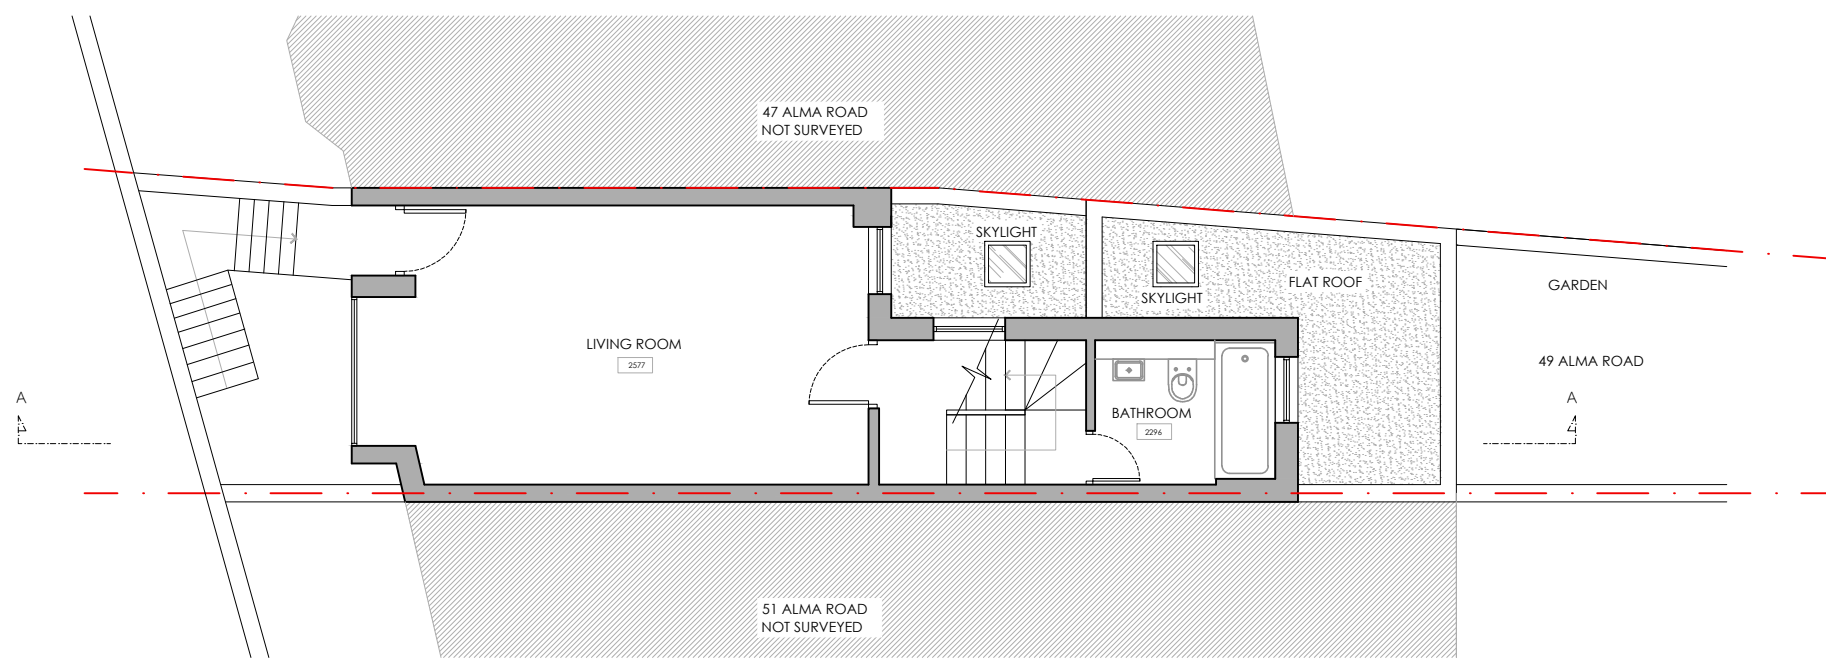 47 ALMA ROAD
NOT SURVEYED
SKYLIGHT
SKYLIGHT
FLAT ROOF
GARDEN
LIVING ROOM
2577
49 ALMA ROAD
A
A
BATHROOM
2296
51 ALMA ROAD
NOT SURVEYED